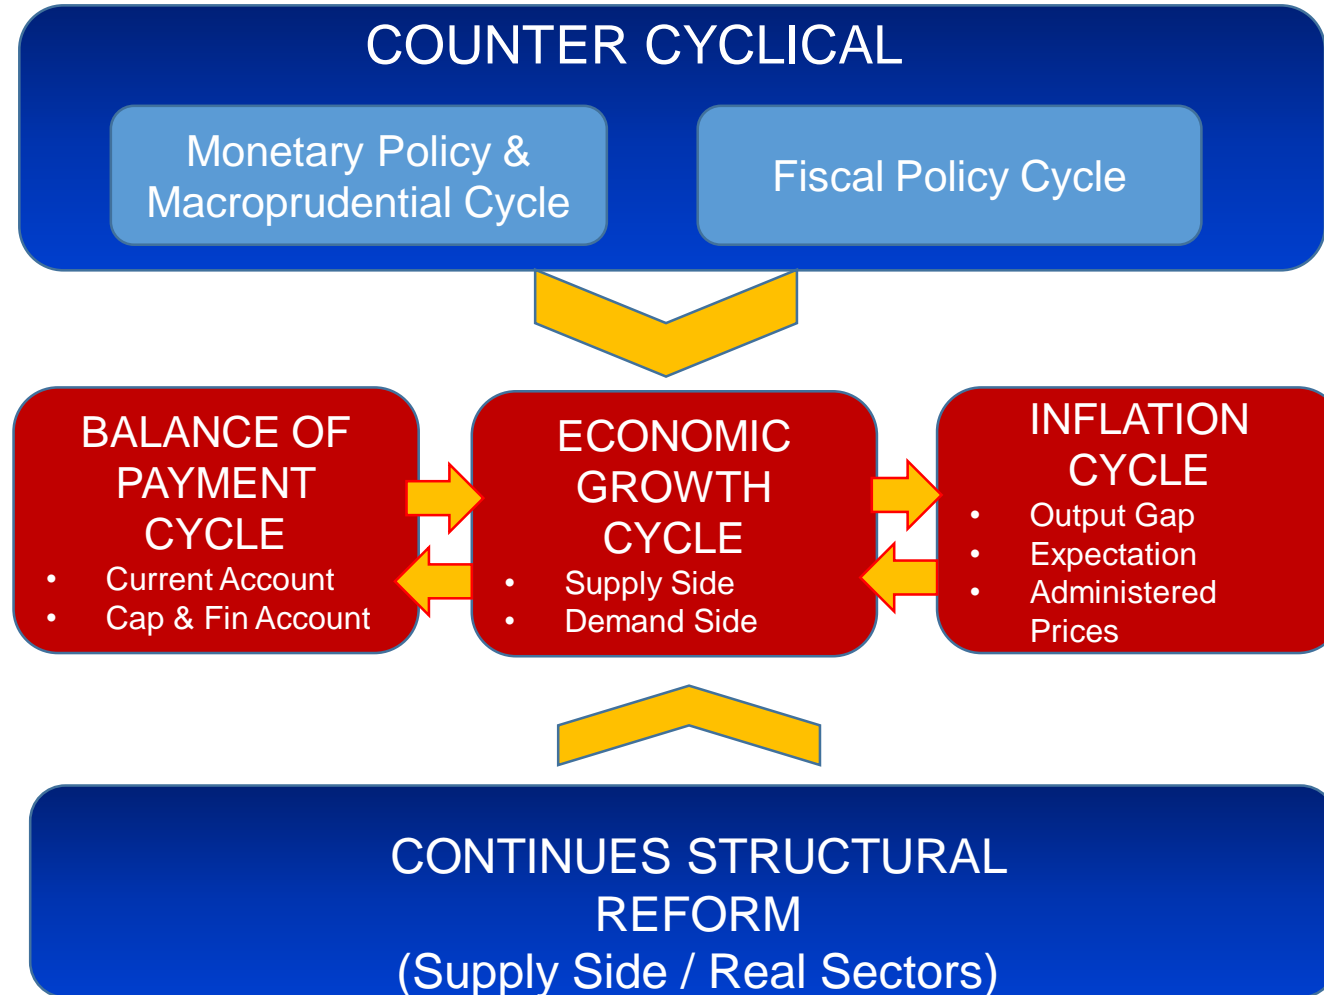 COUNTER CYCLICAL
Monetary Policy &
Macroprudential Cycle
Fiscal Policy Cycle
BALANCE OF
PAYMENT
CYCLE
• Current Account
• Cap & Fin Account
ECONOMIC
GROWTH
CYCLE
• Supply Side
• Demand Side
INFLATION
CYCLE
• Output Gap
• Expectation
• Administered
Prices
CONTINUES STRUCTURAL
REFORM
(Supply Side / Real Sectors)